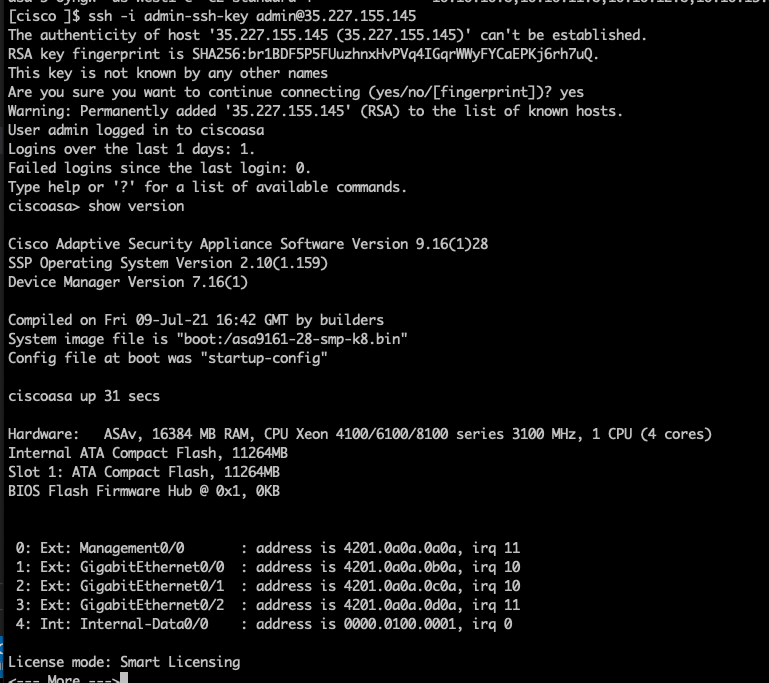 [cisco ]$ ssh -i admin-ssh-key admin@35.227.155.145
The authenticity of host '35.227.155.145 (35.227.155.145)' can't be established.
RSA key fingerprint is SHA256:br1BDF5P5FUuzhnxHvPVq4IGqrWWyFYCaEPKj6rh7uQ.
This key is not known by any other names
Are you sure you want to continue connecting (yes/no/[fingerprint])? yes
Warning: Permanently added '35.227.155.145' (RSA) to the list of known hosts.
User admin logged in to ciscoasa
Logins over the last 1 days: 1.
Failed logins since the last login: 0.
Type help or '?' for a list of available commands.
ciscoasa> show version
Cisco Adaptive Security Appliance Software Version 9.16(1)28
SSP Operating System Version 2.10(1.159)
Device Manager Version 7.16(1)
Compiled on Fri 09-Jul-21 16:42 GMT by builders
System image file is "boot:/asa9161-28-smp-k8.bin"
Config file at boot was "startup-config"
ciscoasa up 31 secs
Hardware:   ASAv, 16384 MB RAM, CPU Xeon 4100/6100/8100 series 3100 MHz, 1 CPU (4 cores)
Internal ATA Compact Flash, 11264MB
Slot 1: ATA Compact Flash, 11264MB
BIOS Flash Firmware Hub @ 0x1, 0KB
0: Ext: Management0/0       : address is 4201.0a0a.0a0a, irq 11
1: Ext: GigabitEthernet0/0  : address is 4201.0a0a.0b0a, irq 10
2: Ext: GigabitEthernet0/1  : address is 4201.0a0a.0c0a, irq 10
3: Ext: GigabitEthernet0/2  : address is 4201.0a0a.0d0a, irq 11
4: Int: Internal-Data0/0    : address is 0000.0100.0001, irq 0
License mode: Smart Licensing
<--- More --->